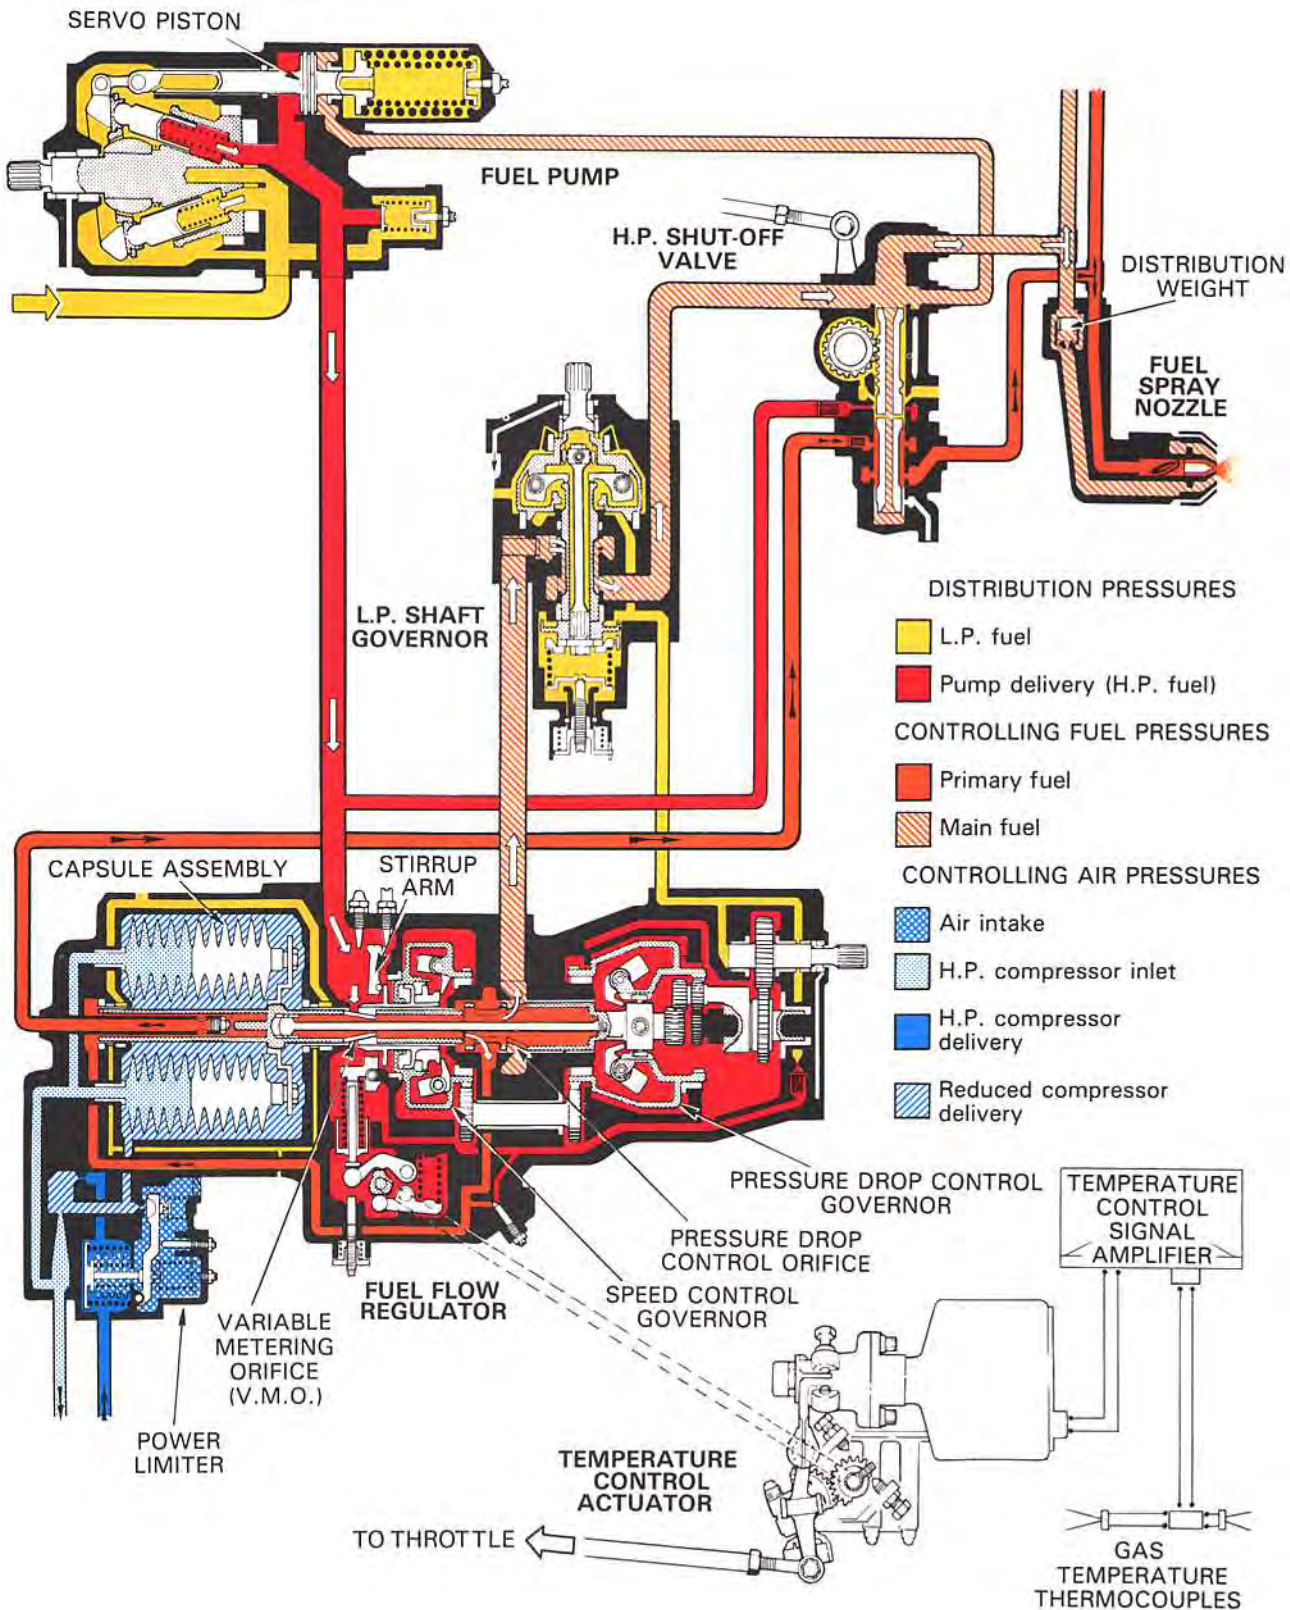 SERVO PISTON
FUEL PUMP
H.P. SHUT-OFF
VALVE
DISTRIBUTION
WEIGHT
FUEL
SPRAY
NOZZLE
L.P. SHAFT
GOVERNOR
DISTRIBUTION PRESSURES
L.P. fuel
Pump delivery (H.P. fuel)
CONTROLLING FUEL PRESSURES
Primary fuel
Main fuel
CONTROLLING AIR PRESSURES
Air intake
H.P. compressor inlet
H.P. compressor
delivery
Reduced compressor
delivery
CAPSULE ASSEMBLY
STIRRUP
ARM
PRESSURE DROP CONTROL
GOVERNOR
PRESSURE DROP
CONTROL ORIFICE
SPEED CONTROL
GOVERNOR
FUEL FLOW
REGULATOR
VARIABLE
METERING
ORIFICE
(V.M.O.)
POWER
LIMITER
TEMPERATURE
CONTROL
SIGNAL
AMPLIFIER
TEMPERATURE
CONTROL
ACTUATOR
TO THROTTLE
GAS
TEMPERATURE
THERMOCOUPLES